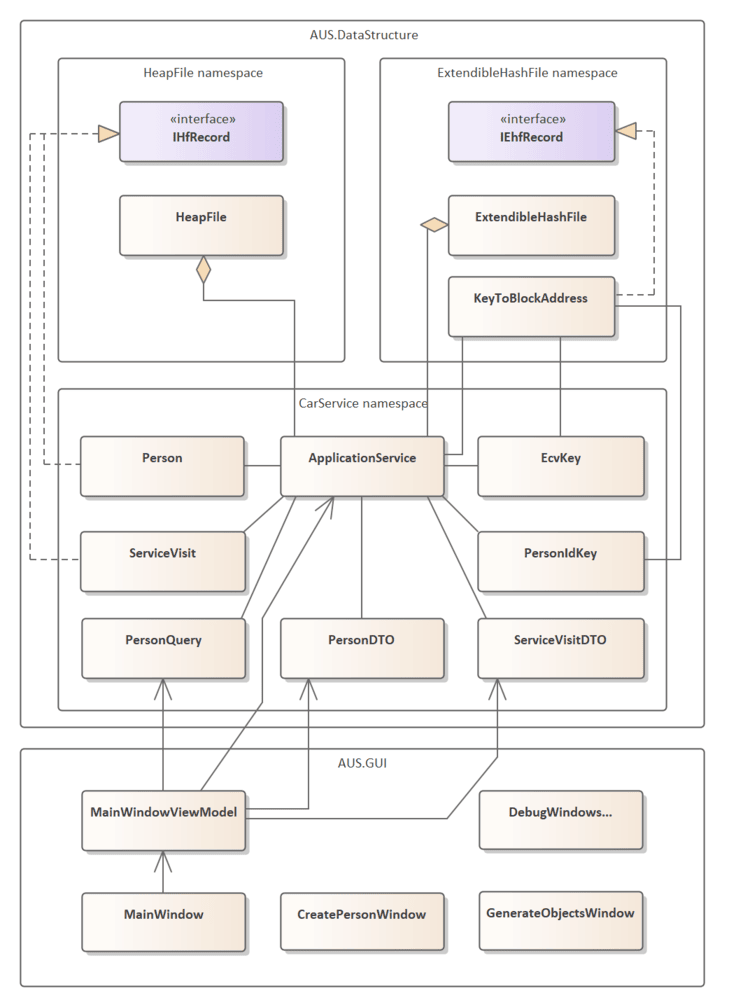 AUS.DataStructure
HeapFile namespace
ExtendibleHashFile namespace
«interface»
IHfRecord
«interface»
IEhfRecord
HeapFile
ExtendibleHashFile
KeyToBlockAddress
CarService namespace
Person
ApplicationService
EcvKey
ServiceVisit
PersonIdKey
PersonQuery
PersonDTO
ServiceVisitDTO
AUS.GUI
MainWindowViewModel
DebugWindows...
MainWindow
CreatePersonWindow
GenerateObjectsWindow